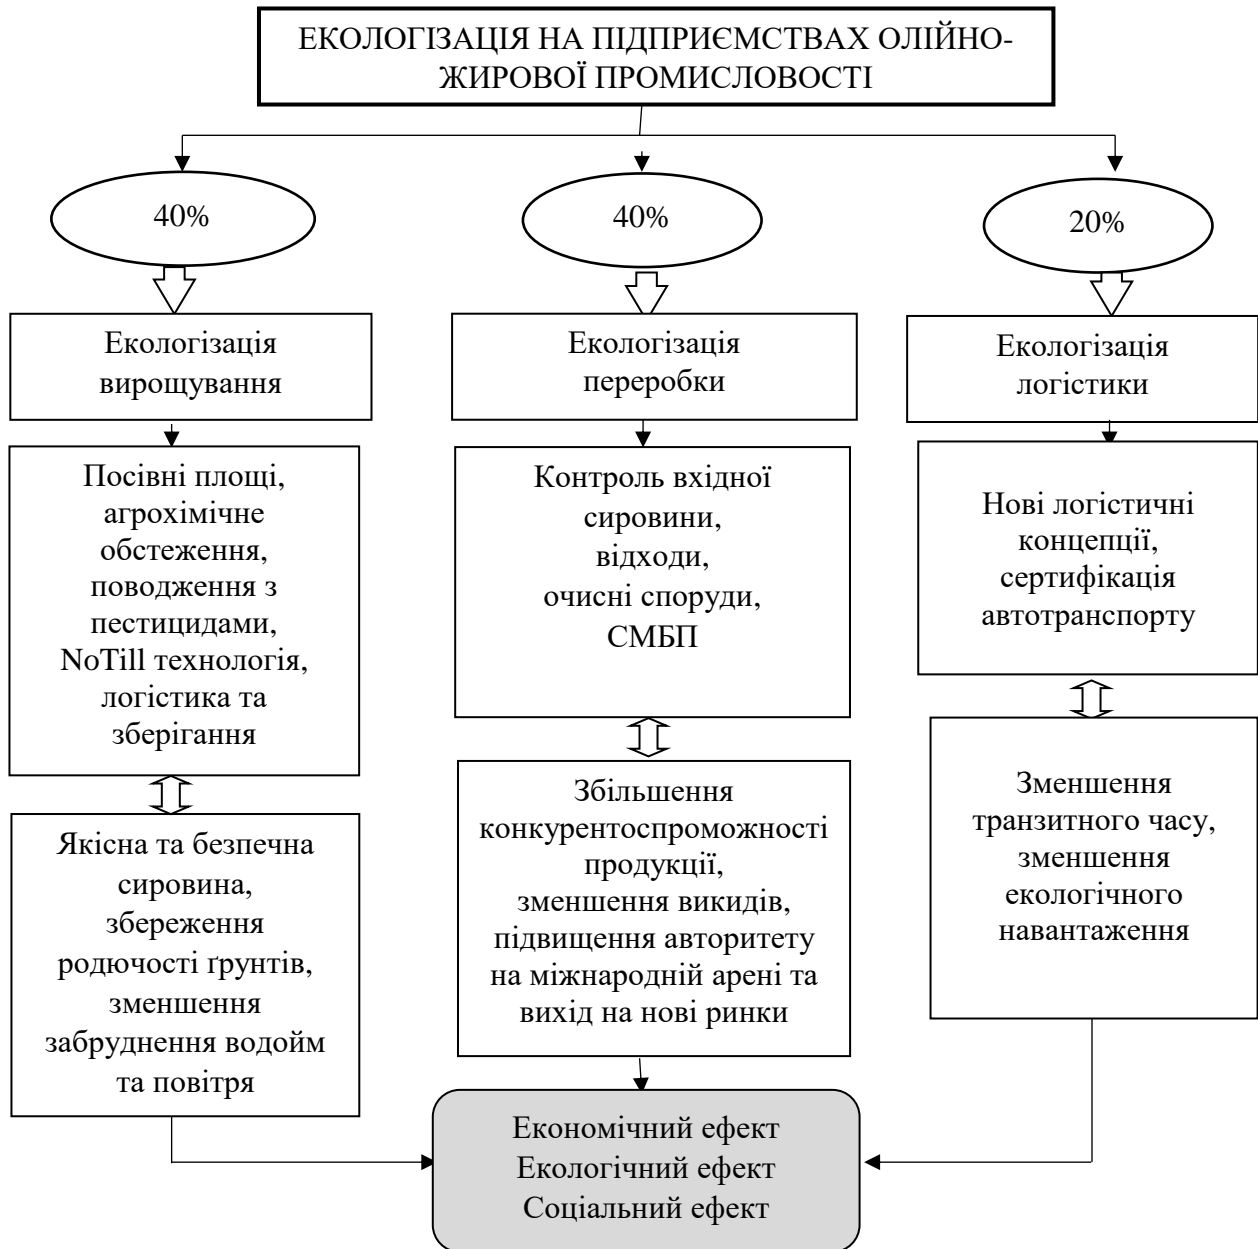 ЕКОЛОГІЗАЦІЯ НА ПІДПРИЄМСТВАХ ОЛІЙНО-
ЖИРОВОЇ ПРОМИСЛОВОСТІ
40%
40%
20%
Екологізація
вирощування
Екологізація
переробки
Екологізація
логістики
Посівні площі,
агрохімічне
обстеження,
поводження з
пестицидами,
NoTill технологія,
логістика та
зберігання
Контроль вхідної
сировини,
відходи,
очисні споруди,
СМБП
Нові логістичні
концепції,
сертифікація
автотранспорту
Якісна та безпечна
сировина,
збереження
родючості ґрунтів,
зменшення
забруднення водойм
та повітря
Збільшення
конкурентоспроможності
продукції,
зменшення викидів,
підвищення авторитету
на міжнародній арені та
вихід на нові ринки
Зменшення
транзитного часу,
зменшення
екологічного
навантаження
Економічний ефект
Екологічний ефект
Соціальний ефект